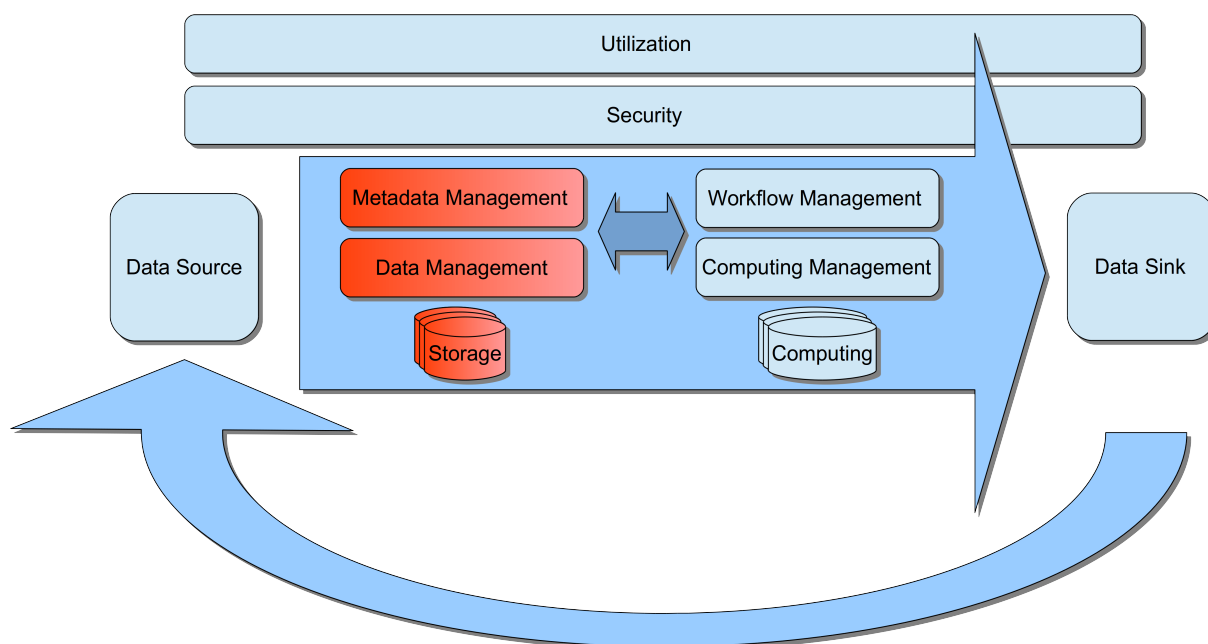 Utilization
Security
Metadata Management
Workflow Management
Data Source
Data Management
Computing Management
Data Sink
Storage
Computing